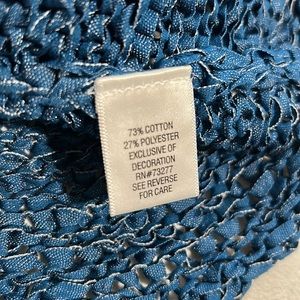 73% COTTON
27% POLYESTER
EXCLUSIVE OF
DECORATION
RN#73277
SEE REVERSE
FOR CARE